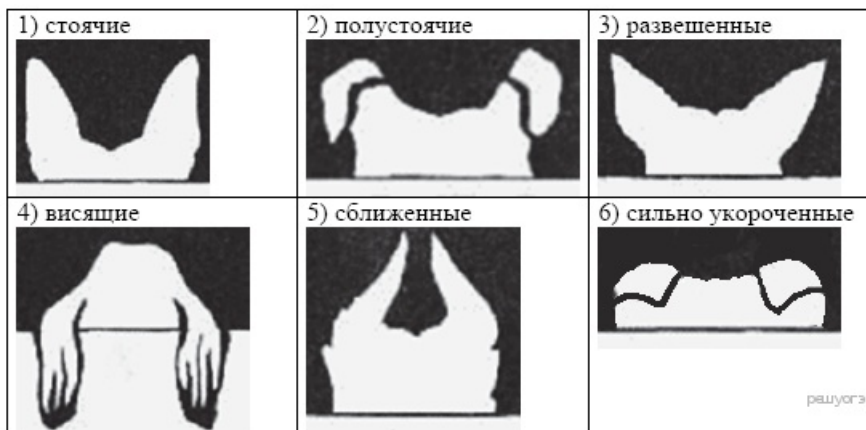 1) стоячие
2) полустоячие
3) развешенные
4) висящие
5) сближенные
6) сильно укороченные
решуогэ